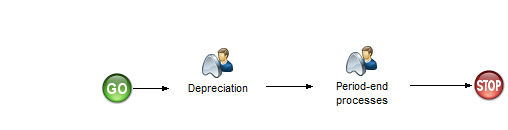 GO
Depreciation
Period-end
processes
STOP